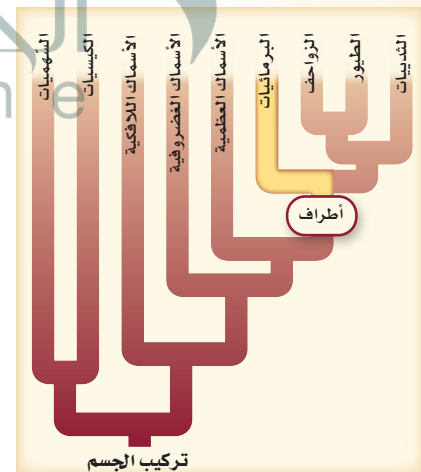 الثدييات
الطيور
الزواحف
البرمائيات
الأسماك العظمية
الأسماك الغضروفية
الأسماك اللافكية
الكيسيات
السهميات
أطراف
تركيب الجسم